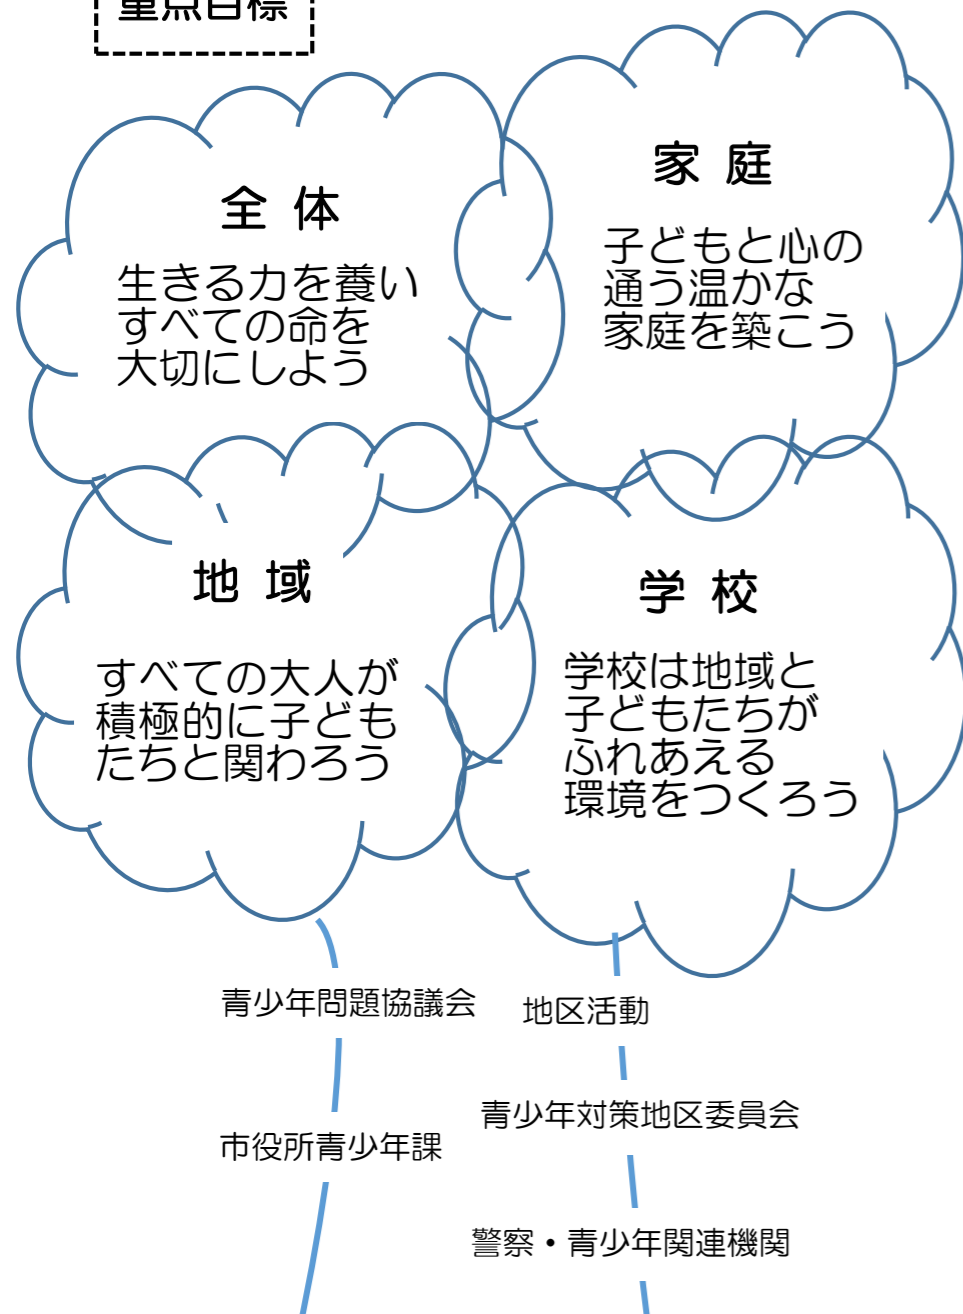 重点目標
全体
生きる力を養い
すべての命を
大切にしよう
家庭
子どもと心の
通う温かな
家庭を築こう
地域
すべての大人が
積極的に子ども
たちと関わろう
学校
学校は地域と
子どもたちが
ふれあえる
環境をつくろう
青少年問題協議会
地区活動
青少年対策地区委員会
市役所青少年課
警察・青少年関連機関